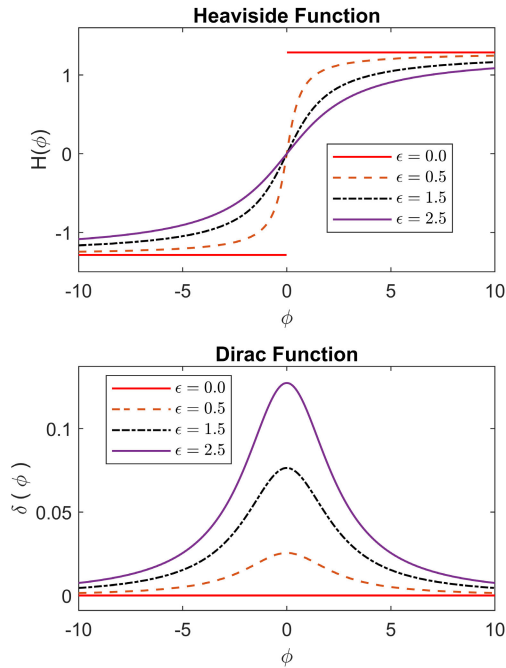 Heaviside Function
H(ϕ)
1
0
-1
ϵ = 0.0
ϵ = 0.5
ϵ = 1.5
ϵ = 2.5
-10 -5 0 5 10
ϕ
Dirac Function
δ ( ϕ )
0.1
0.05
0
ϵ = 0.0
ϵ = 0.5
ϵ = 1.5
ϵ = 2.5
-10 -5 0 5 10
ϕ